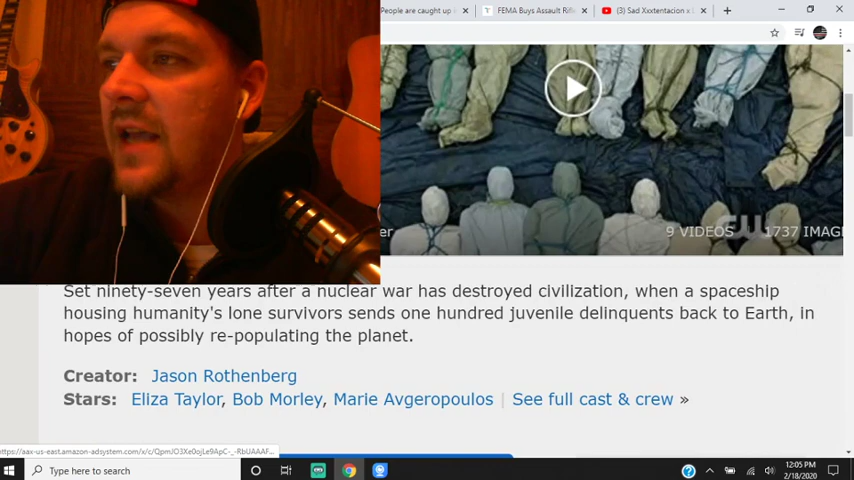 People are caught up
FEMA Buys Assault Rifl
(3) Sad Xxxtentacion x
9 VIDEOS
1737 IMAG
Set ninety-seven years after a nuclear war has destroyed civilization, when a spaceship
housing humanity's lone survivors sends one hundred juvenile delinquents back to Earth, in
hopes of possibly re-populating the planet.
Creator: Jason Rothenberg
Stars: Eliza Taylor, Bob Morley, Marie Avgeropoulos | See full cast & crew »
12:05 PM
Type here to search
2/18/2020